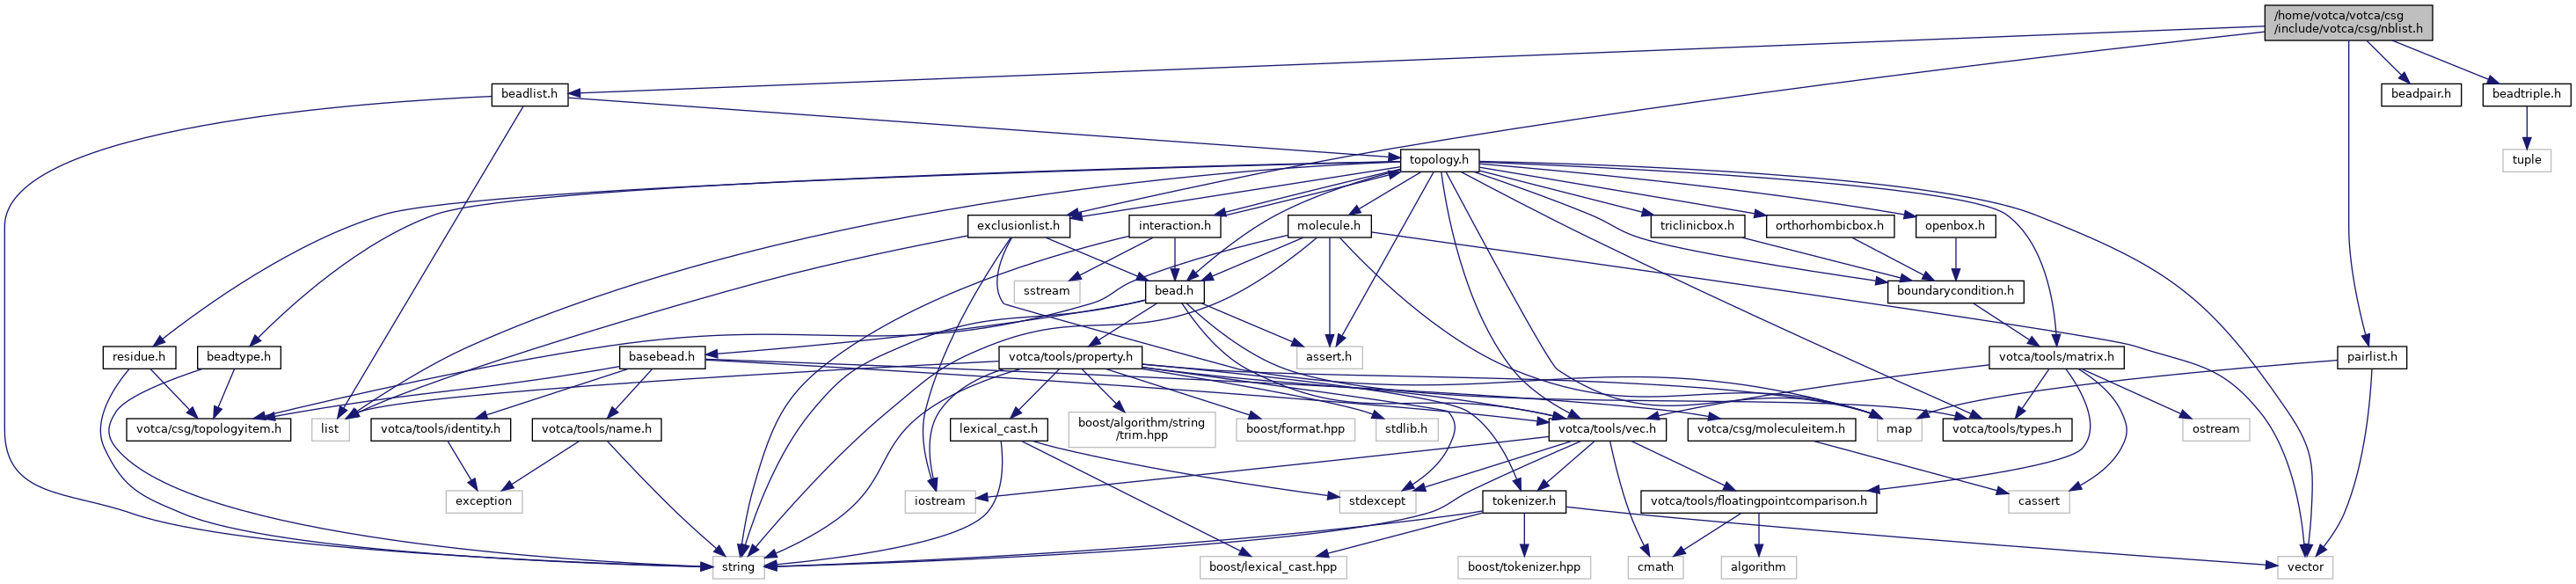 /home/votca/votca/csg
/include/votca/csg/nblist.h
beadlist.h
beadpair.h
beadtriple.h
topology.h
tuple
exclusionlist.h
interaction.h
molecule.h
triclinicbox.h
orthorhombicbox.h
openbox.h
sstream
bead.h
boundarycondition.h
residue.h
beadtype.h
basebead.h
votca/tools/property.h
assert.h
votca/tools/matrix.h
pairlist.h
votca/csg/topologyitem.h
list
votca/tools/identity.h
votca/tools/name.h
lexical_cast.h
boost/algorithm/string
/trim.hpp
boost/format.hpp
stdlib.h
votca/tools/vec.h
votca/csg/moleculeitem.h
map
votca/tools/types.h
ostream
exception
iostream
stdexcept
tokenizer.h
votca/tools/floatingpointcomparison.h
cassert
string
boost/lexical_cast.hpp
boost/tokenizer.hpp
cmath
algorithm
vector